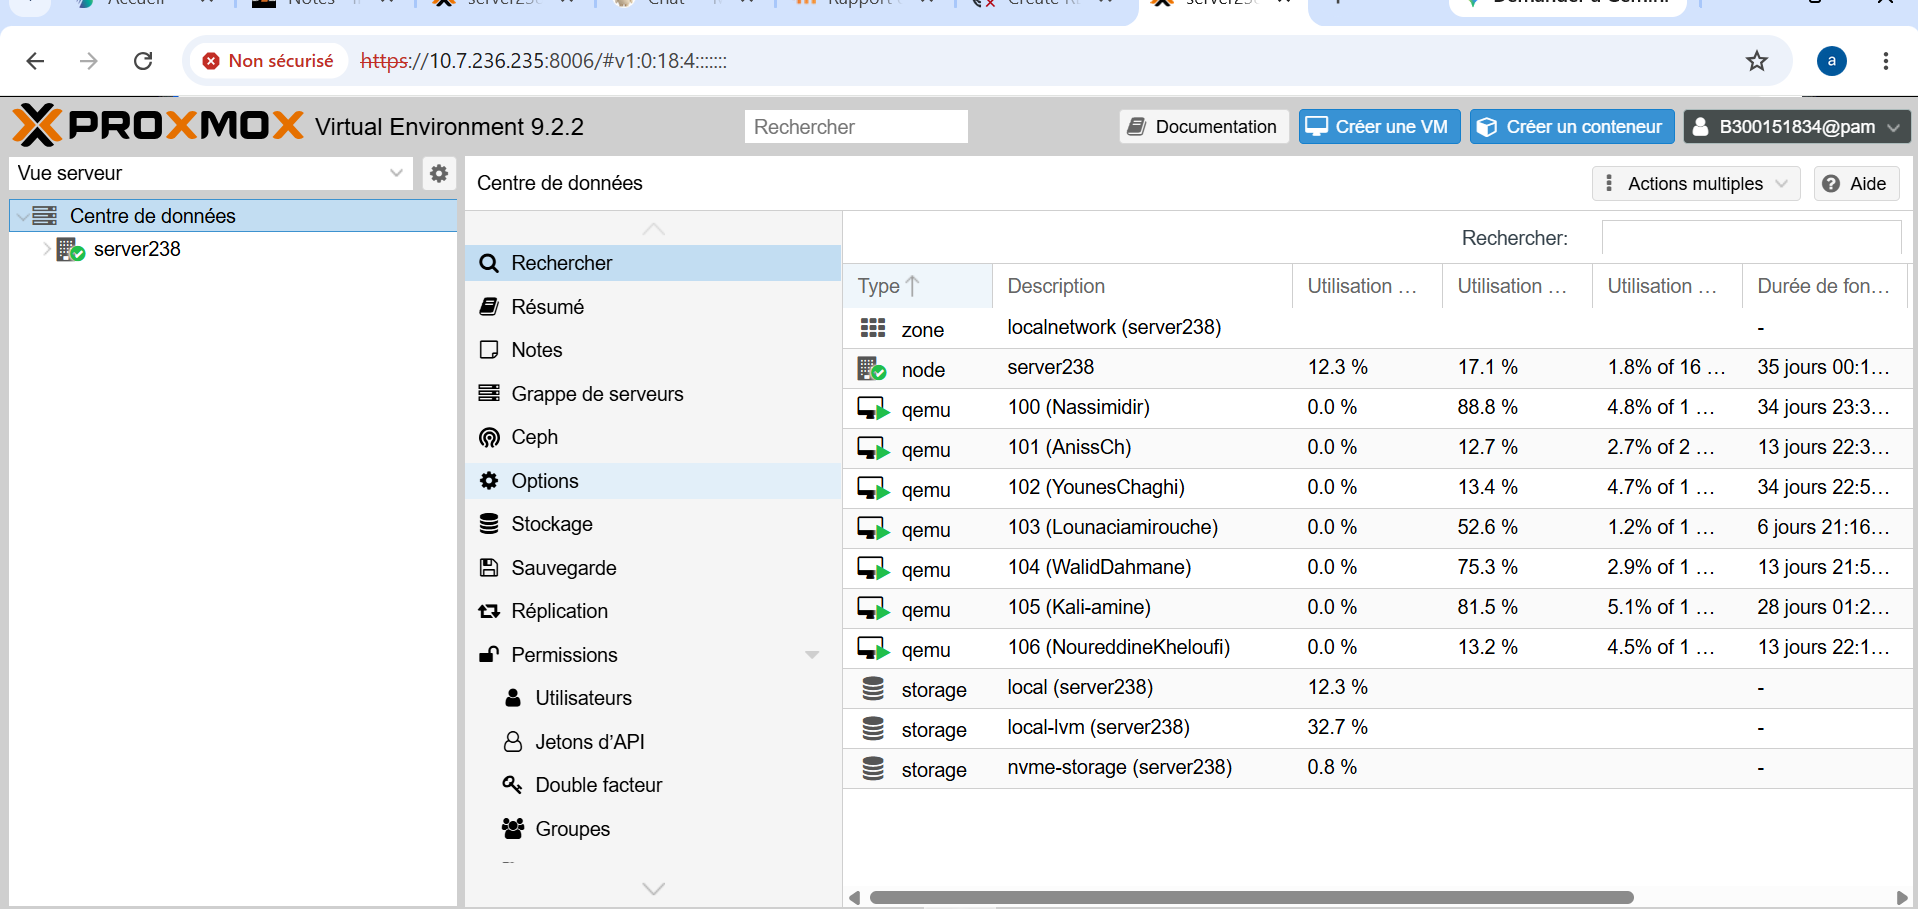 Non sécurisé https://10.7.236.235:8006/#v1:0:18:4::::::: a
PROXMOX Virtual Environment 9.2.2 Rechercher Documentation Créer une VM Créer un conteneur B300151834@pam
Vue serveur
Centre de données
server238
Centre de données Actions multiples Aide
Rechercher
Résumé
Notes
Grappe de serveurs
Ceph
Options
Stockage
Sauvegarde
Réplication
Permissions
Utilisateurs
Jetons d’API
Double facteur
Groupes
Rechercher:
Type Description Utilisation ... Utilisation ... Utilisation ... Durée de fon...
zone localnetwork (server238) -
node server238 12.3 % 17.1 % 1.8% of 16 ... 35 jours 00:1...
qemu 100 (Nassimidir) 0.0 % 88.8 % 4.8% of 1 ... 34 jours 23:3...
qemu 101 (AnissCh) 0.0 % 12.7 % 2.7% of 2 ... 13 jours 22:3...
qemu 102 (YounesChaghi) 0.0 % 13.4 % 4.7% of 1 ... 34 jours 22:5...
qemu 103 (Lounaciamirouche) 0.0 % 52.6 % 1.2% of 1 ... 6 jours 21:16...
qemu 104 (WalidDahmane) 0.0 % 75.3 % 2.9% of 1 ... 13 jours 21:5...
qemu 105 (Kali-amine) 0.0 % 81.5 % 5.1% of 1 ... 28 jours 01:2...
qemu 106 (NoureddineKheloufi) 0.0 % 13.2 % 4.5% of 1 ... 13 jours 22:1...
storage local (server238) 12.3 % -
storage local-lvm (server238) 32.7 % -
storage nvme-storage (server238) 0.8 % -